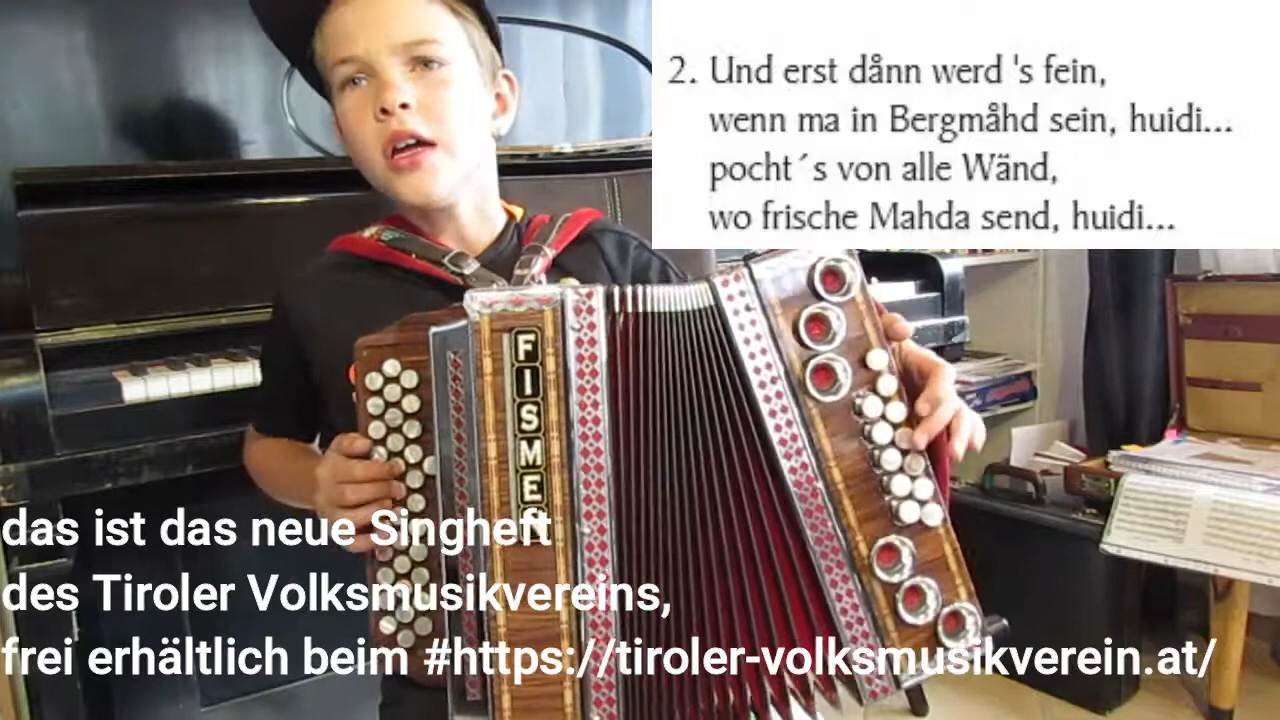 2. Und erst dånn werd 's fein,
wenn ma in Bergmåhd sein, huidi...
pocht´s von alle Wänd,
wo frische Mahda send, huidi...
FISMEN
das ist das neue Singheft
des Tiroler Volksmusikvereins,
frei erhältlich beim #https://tiroler-volksmusikverein.at/